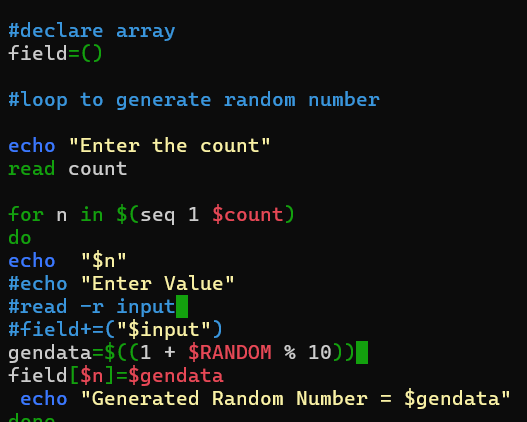 #declare array
field=()
#loop to generate random number
echo "Enter the count"
read count
for n in $(seq 1 $count)
do
echo  "$n"
#echo "Enter Value"
#read -r input
#field+=("$input")
gendata=$((1 + $RANDOM % 10))
field[$n]=$gendata
 echo "Generated Random Number = $gendata"
done